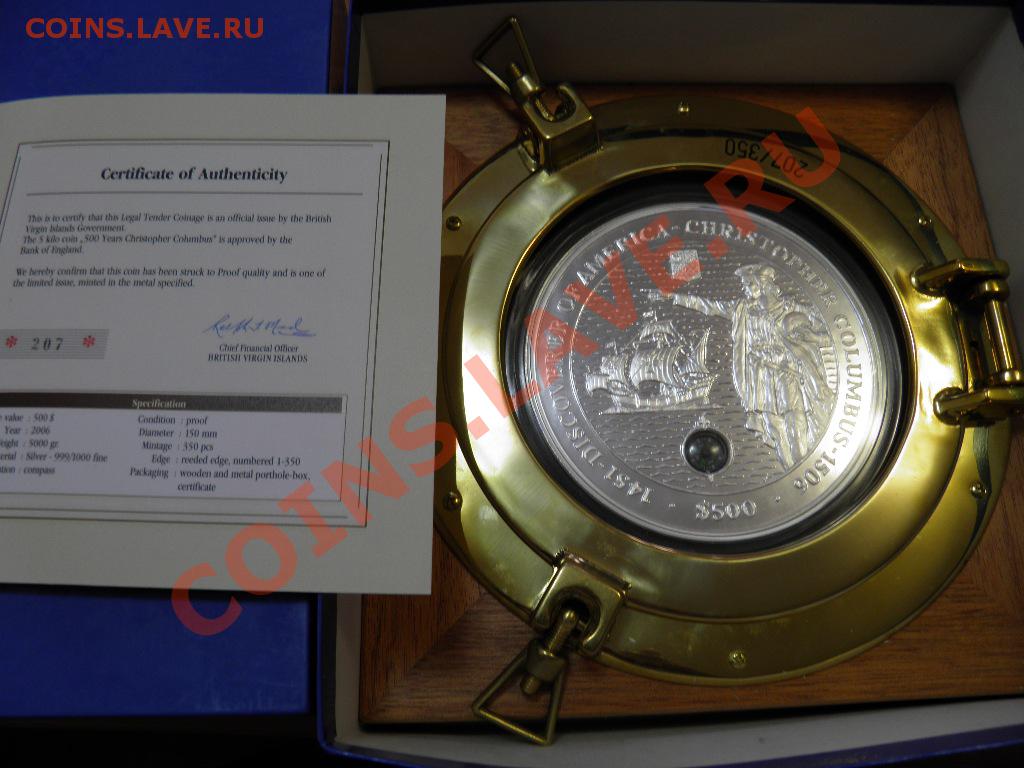 COINS.LAVE.RU
Certificate of Authenticity
This is to certify that this Legal Tender Coinage is an official issue by the British
Virgin Islands Government.
The 5 kilo coin „500 Years Christopher Columbus" is approved by the
Bank of England.
We hereby confirm that this coin has been struck to Proof quality and is one of
the limited issue, minted in the metal specified.
* 207 *
Chief Financial Officer
BRITISH VIRGIN ISLANDS
Specification
value : 500 $
Year : 2006
: 5000 gr.
: Silver - 999/1000 fine
: compass
Condition : proof
Diameter : 150 mm
Mintage : 350 pcs
Edge : reeded edge, numbered 1-350
Packaging : wooden and metal porthole-box,
certificate
207/350
1451 - DISCOVERER OF AMERICA - CHRISTOPHER COLUMBUS - 1506
· $500 ·
COINS.LAVE.RU